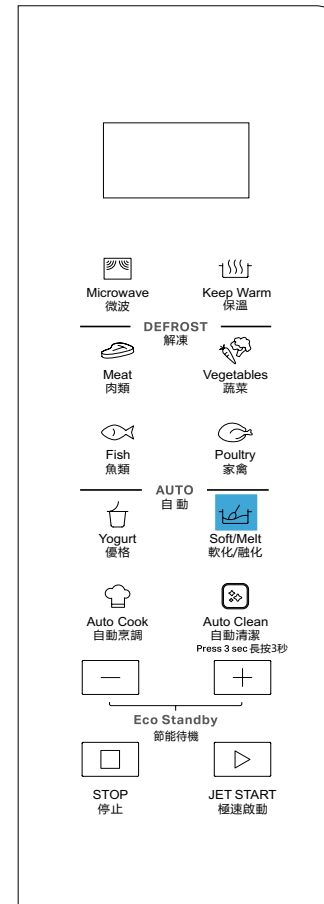 Microwave
微波
Keep Warm
保溫
DEFROST
解凍
Meat
肉類
Vegetables
蔬菜
Fish
魚類
Poultry
家禽
AUTO
自動
Yogurt
優格
Soft/Melt
軟化/融化
Auto Cook
自動烹調
Auto Clean
自動清潔
Press 3 sec 長按3秒
Eco Standby
節能待機
STOP
停止
JET START
極速啟動